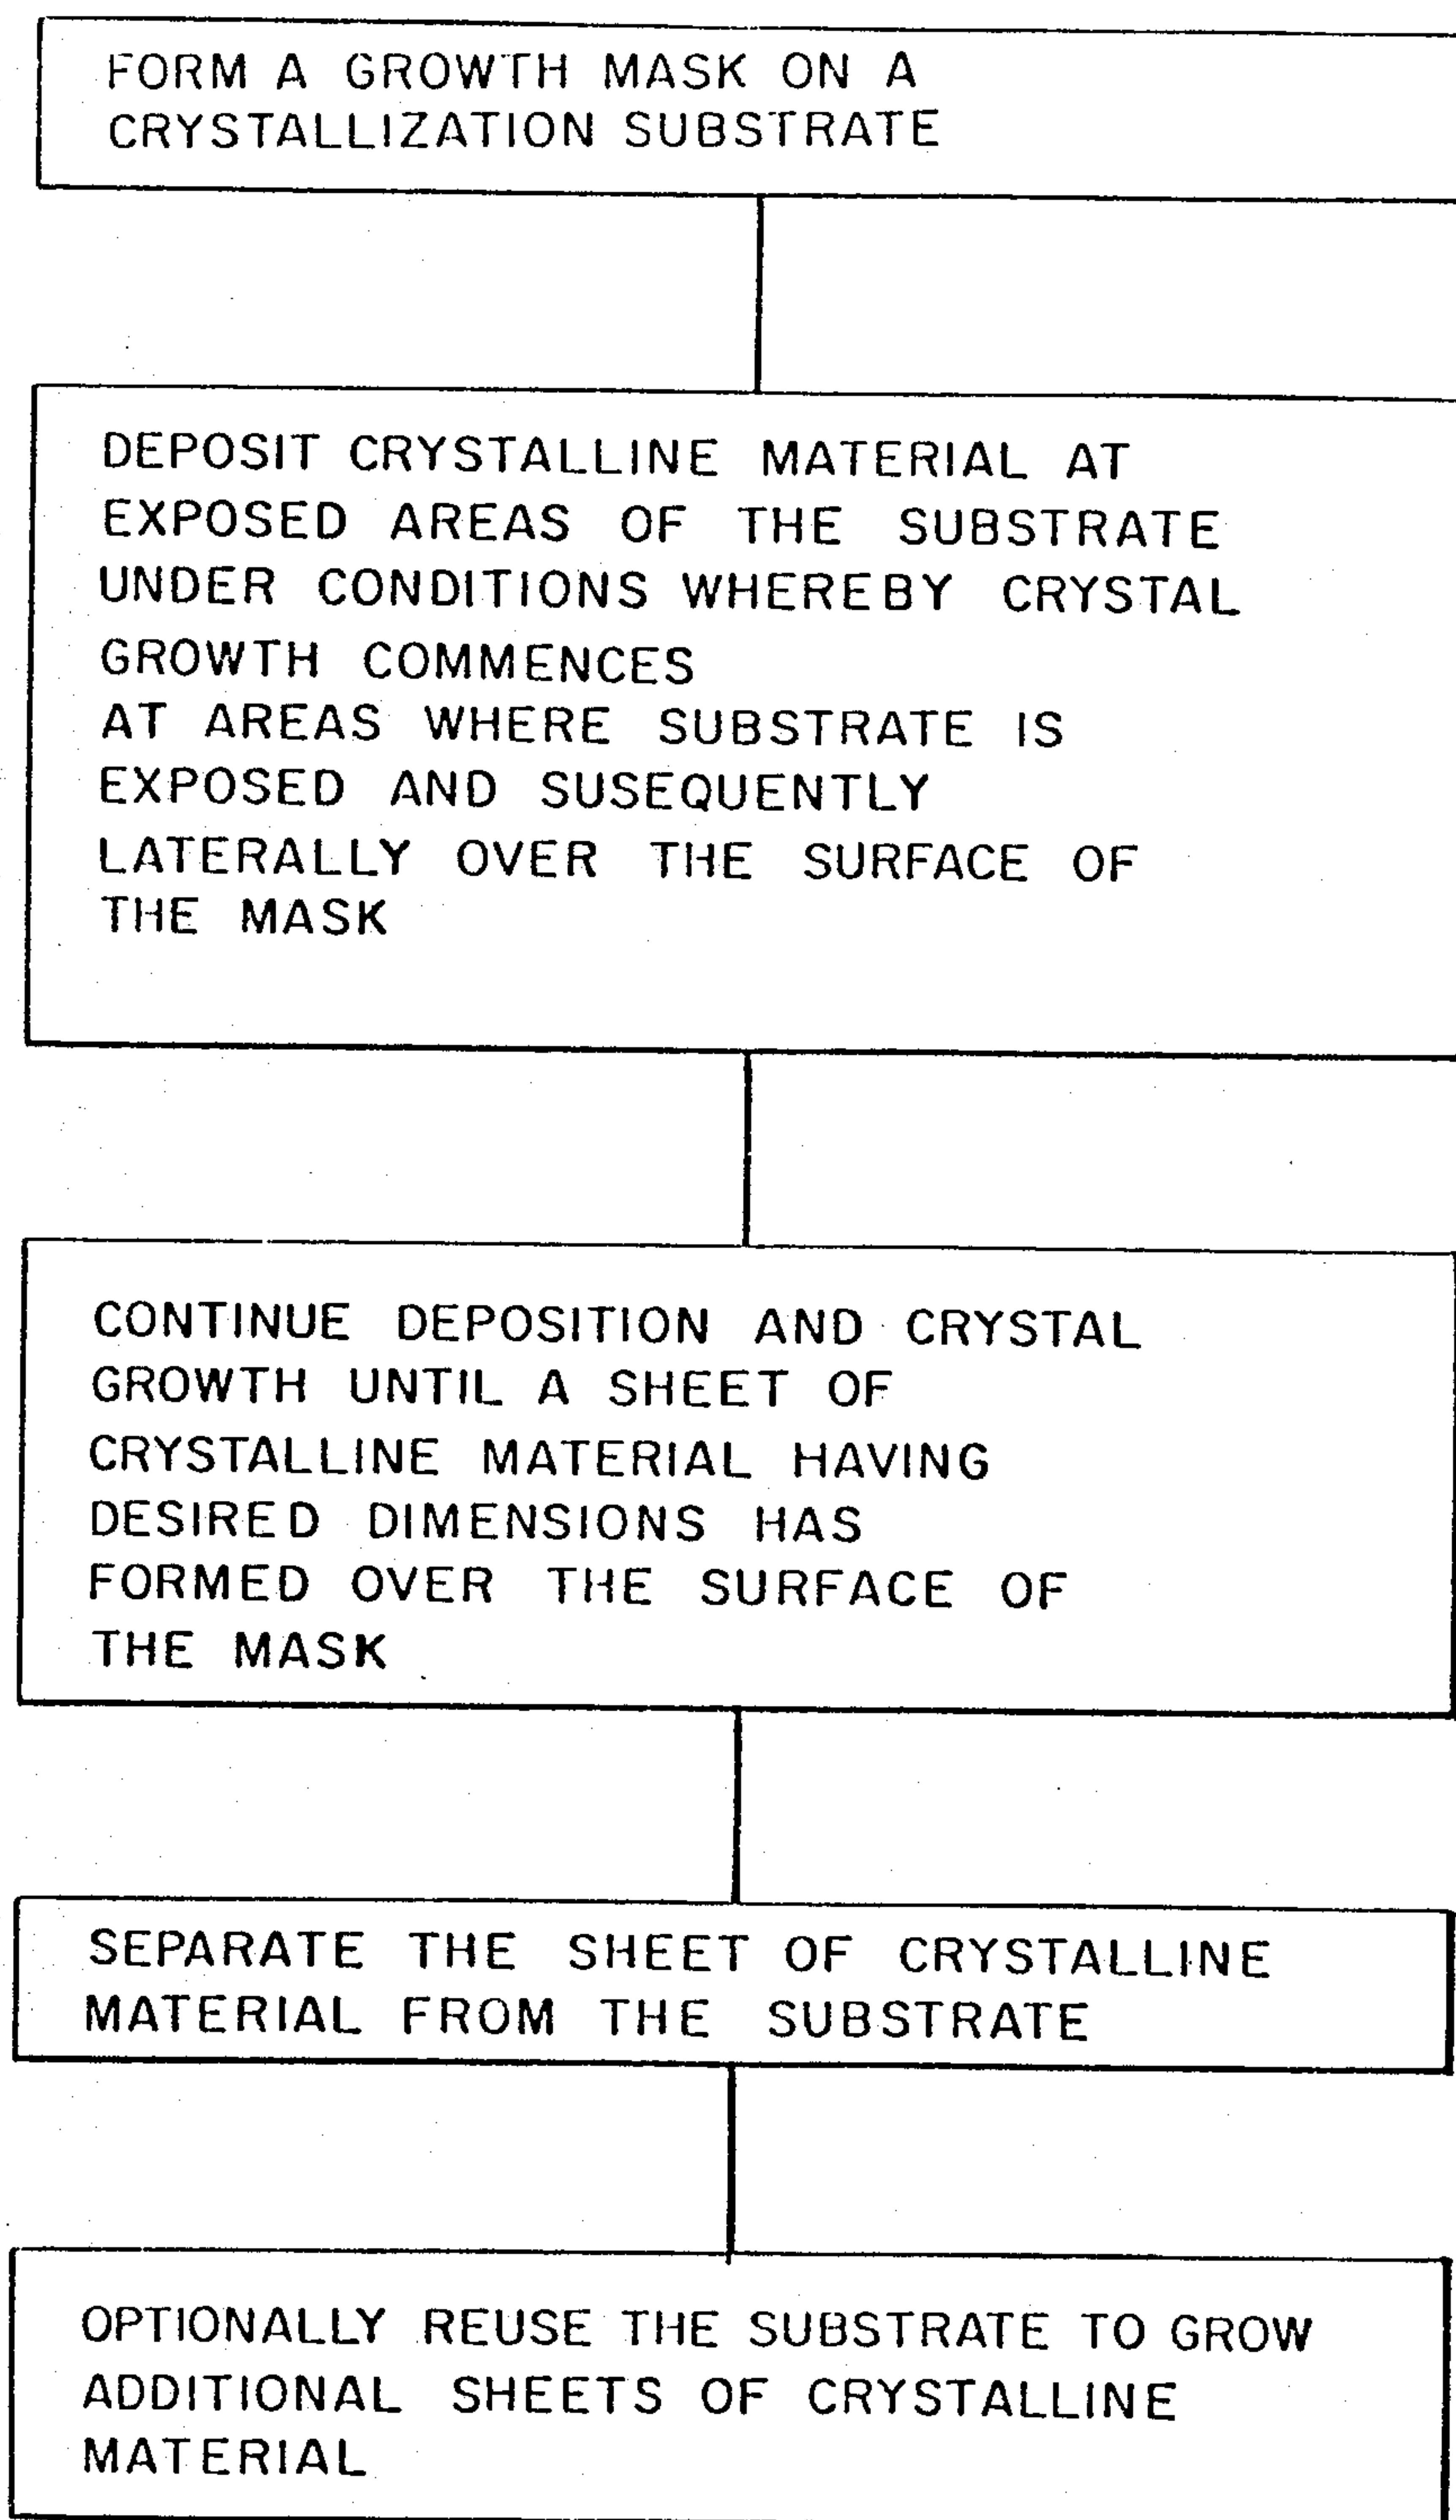 FORM A GROWTH MASK ON A
CRYSTALLIZATION SUBSTRATE
DEPOSIT CRYSTALLINE MATERIAL AT
EXPOSED AREAS OF THE SUBSTRATE
UNDER CONDITIONS WHEREBY CRYSTAL
GROWTH COMMENCES
AT AREAS WHERE SUBSTRATE IS
EXPOSED AND SUSEQUENTLY
LATERALLY OVER THE SURFACE OF
THE MASK
CONTINUE DEPOSITION AND CRYSTAL
GROWTH UNTIL A SHEET OF
CRYSTALLINE MATERIAL HAVING
DESIRED DIMENSIONS HAS
FORMED OVER THE SURFACE OF
THE MASK
SEPARATE THE SHEET OF CRYSTALLINE
MATERIAL FROM THE SUBSTRATE
OPTIONALLY REUSE THE SUBSTRATE TO GROW
ADDITIONAL SHEETS OF CRYSTALLINE
MATERIAL